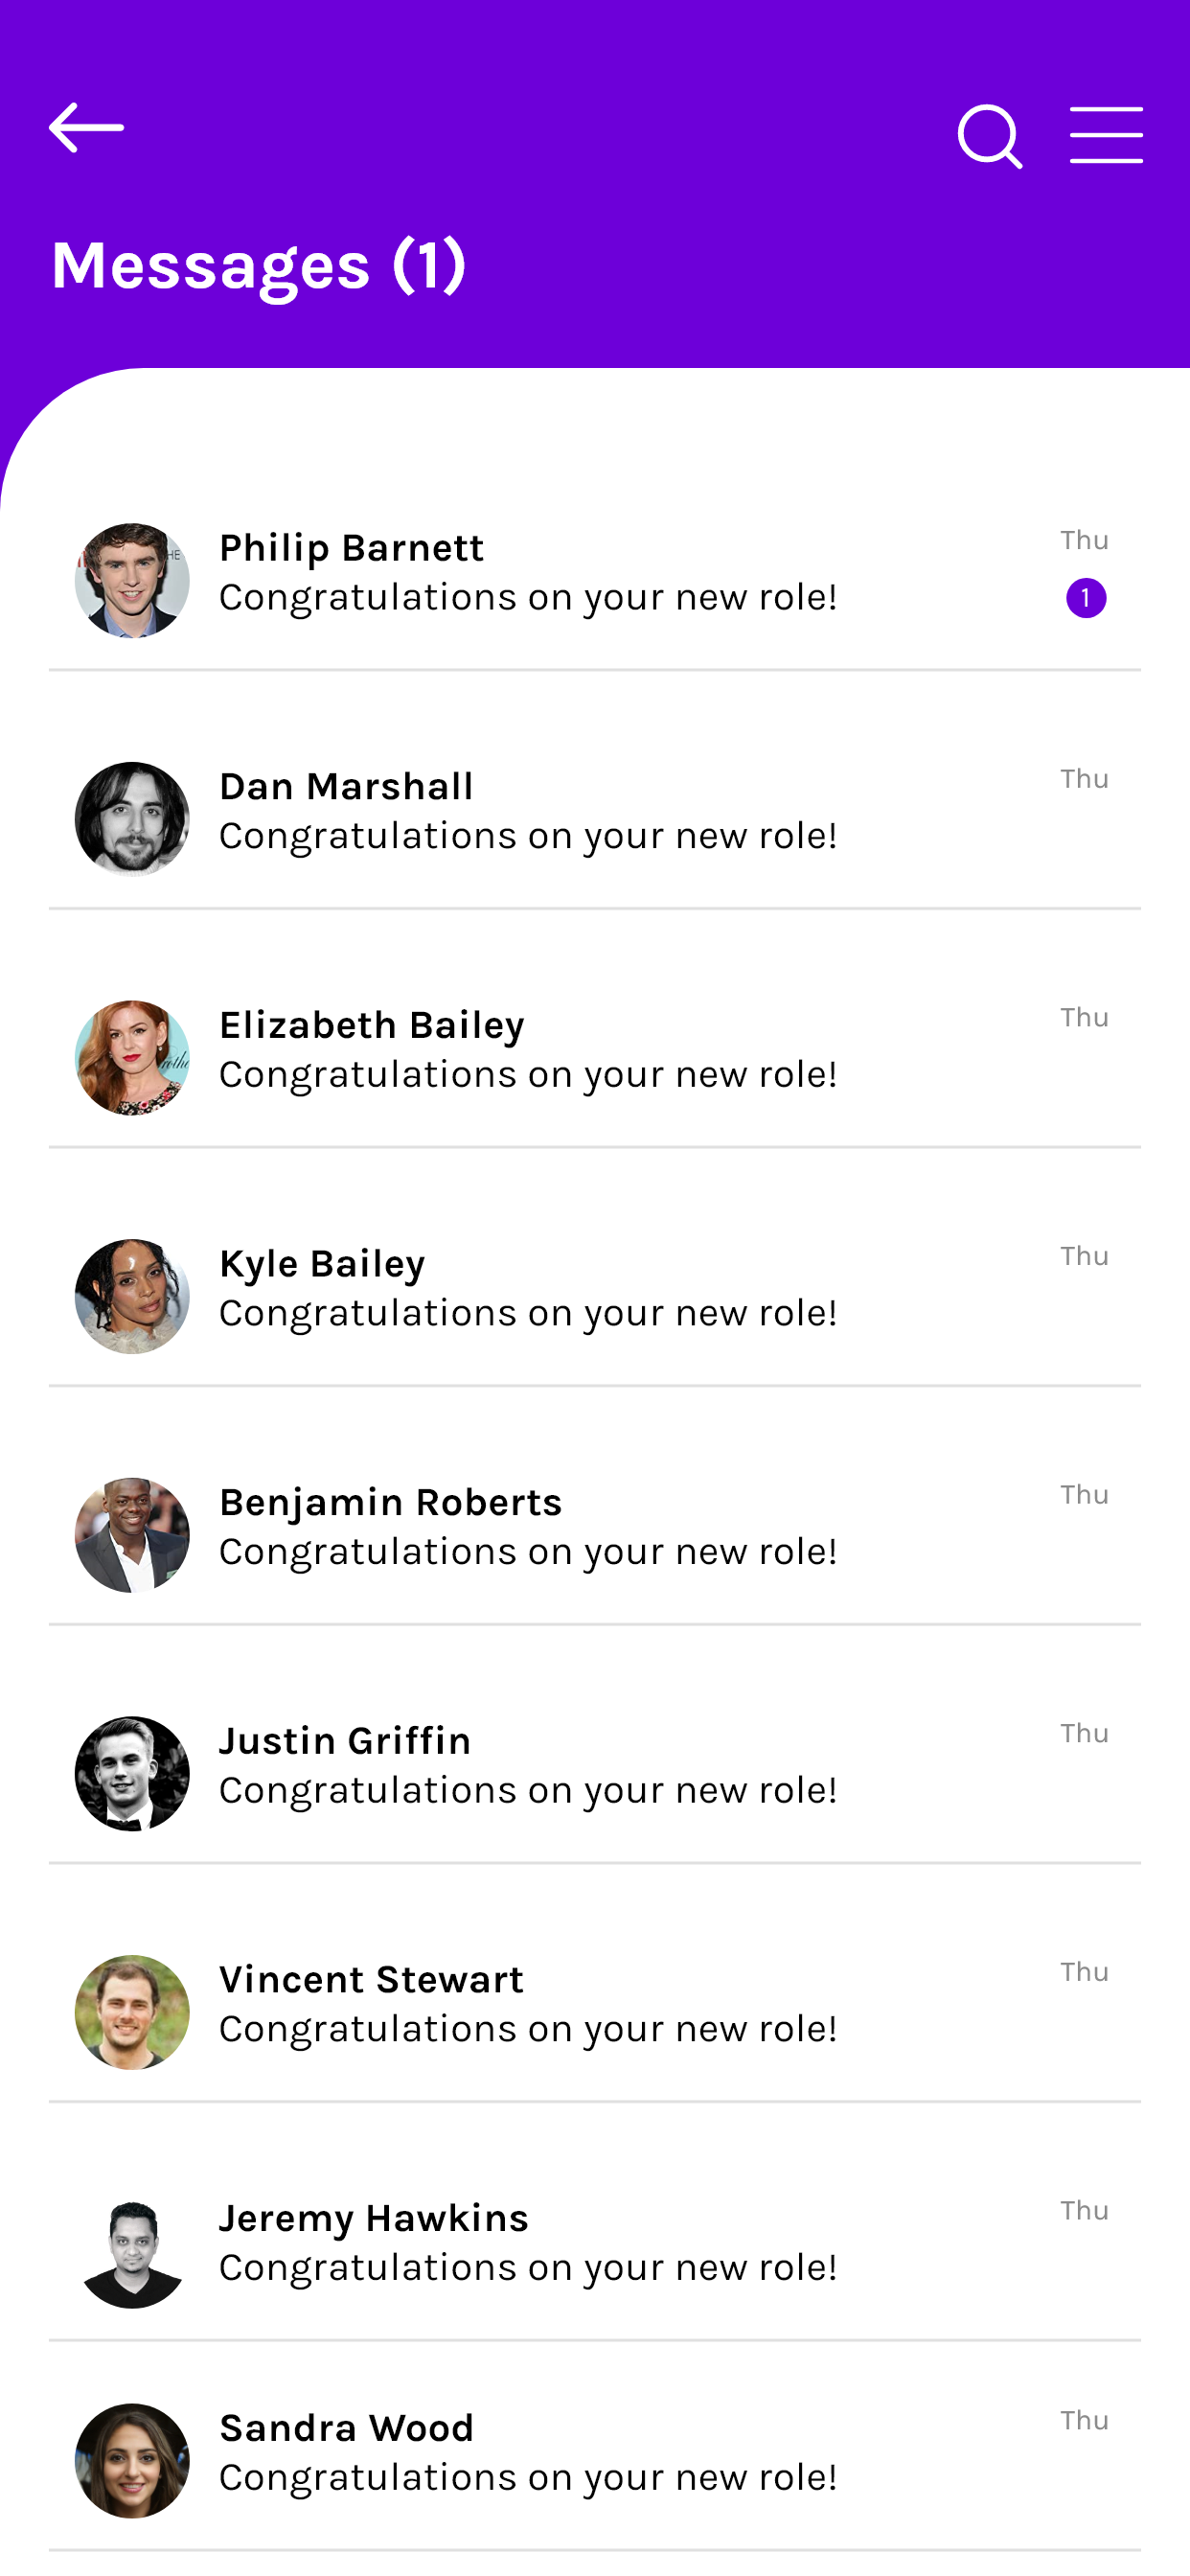 Messages (1)
Philip Barnett
Thu
Congratulations on your new role!
1
Dan Marshall
Thu
Congratulations on your new role!
Elizabeth Bailey
Thu
Congratulations on your new role!
Kyle Bailey
Thu
Congratulations on your new role!
Benjamin Roberts
Thu
Congratulations on your new role!
Justin Griffin
Thu
Congratulations on your new role!
Vincent Stewart
Thu
Congratulations on your new role!
Jeremy Hawkins
Thu
Congratulations on your new role!
Sandra Wood
Thu
Congratulations on your new role!